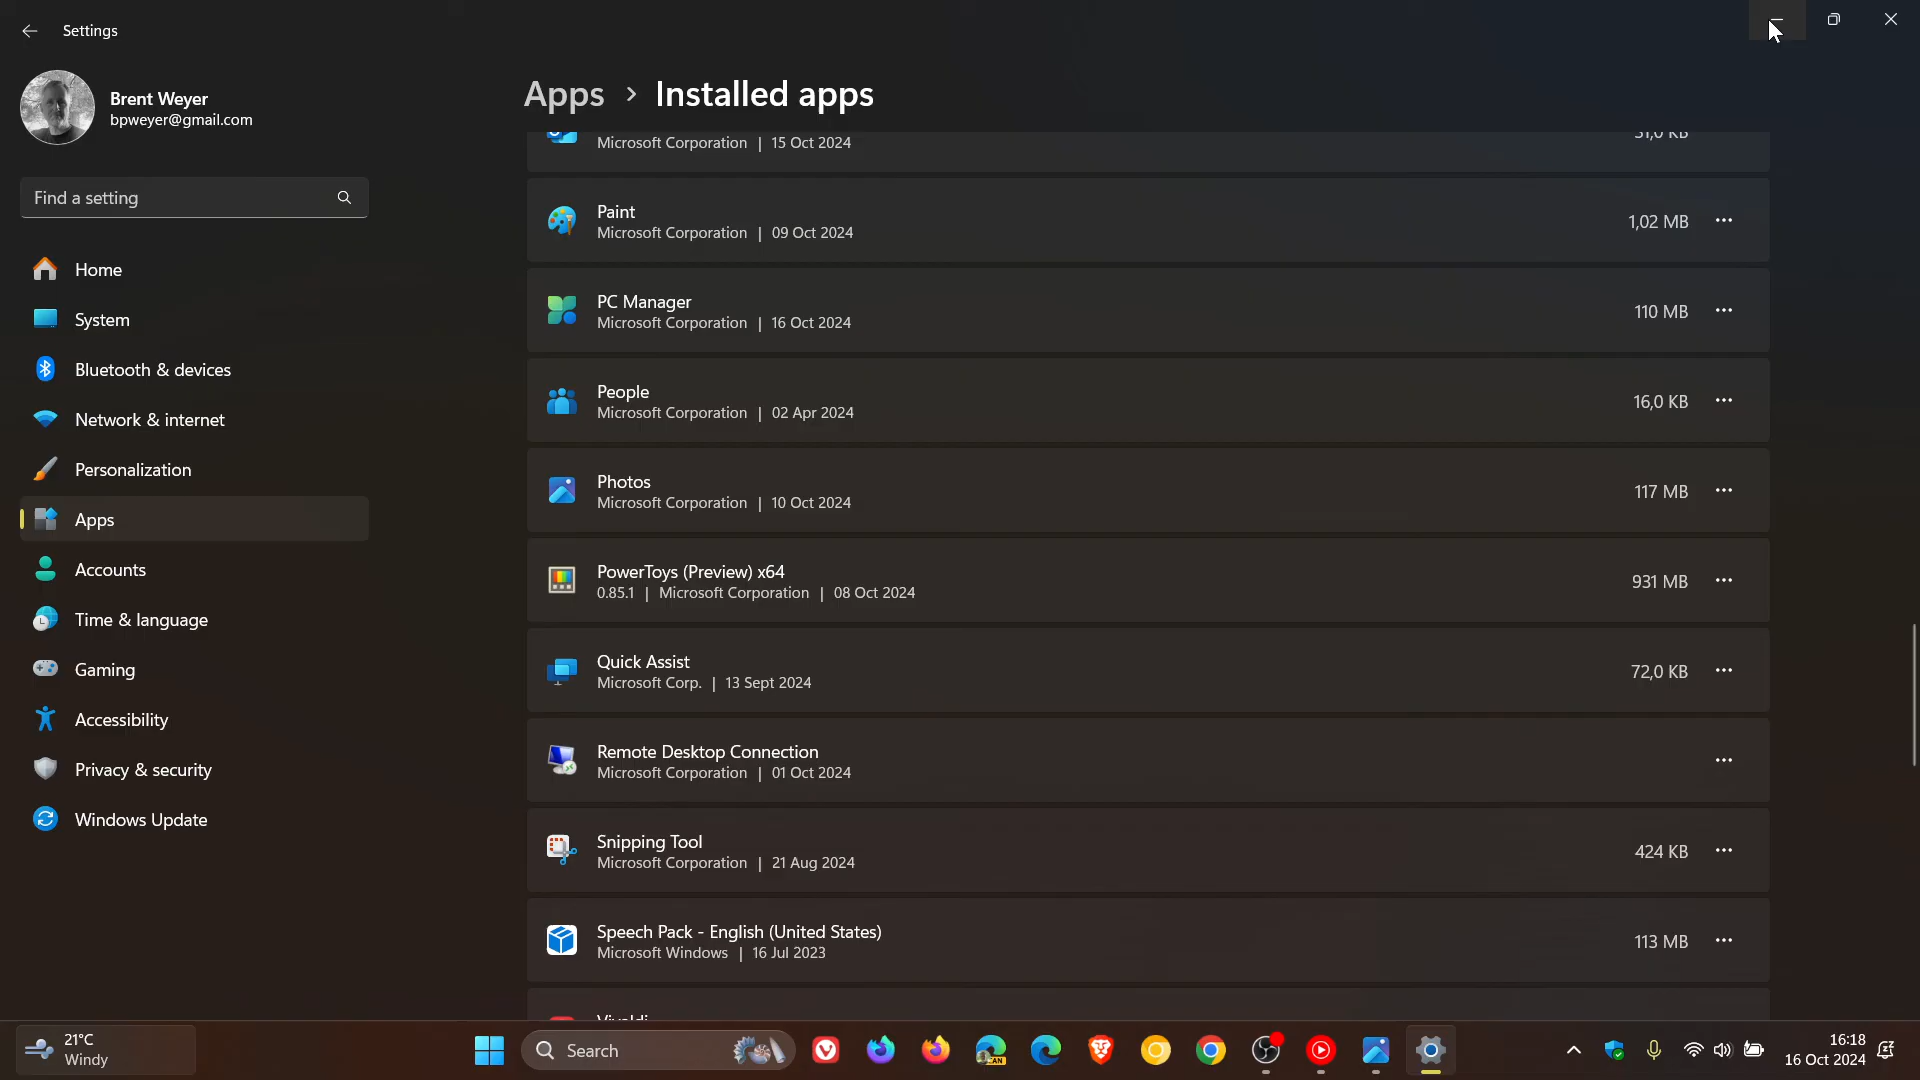 Settings
Brent Weyer
bpweyer@gmail.com
Find a setting
Home
System
Bluetooth & devices
Network & internet
Personalization
Apps
Accounts
Time & language
Gaming
Accessibility
Privacy & security
Windows Update
Apps > Installed apps
Microsoft Corporation | 15 Oct 2024
31,0 KB
Paint
Microsoft Corporation | 09 Oct 2024
1,02 MB
PC Manager
Microsoft Corporation | 16 Oct 2024
110 MB
People
Microsoft Corporation | 02 Apr 2024
16,0 KB
Photos
Microsoft Corporation | 10 Oct 2024
117 MB
PowerToys (Preview) x64
0.85.1 | Microsoft Corporation | 08 Oct 2024
931 MB
Quick Assist
Microsoft Corp. | 13 Sept 2024
72,0 KB
Remote Desktop Connection
Microsoft Corporation | 01 Oct 2024
Snipping Tool
Microsoft Corporation | 21 Aug 2024
424 KB
Speech Pack - English (United States)
Microsoft Windows | 16 Jul 2023
113 MB
Vivaldi
21°C
Windy
Search
CAN
16:18
16 Oct 2024